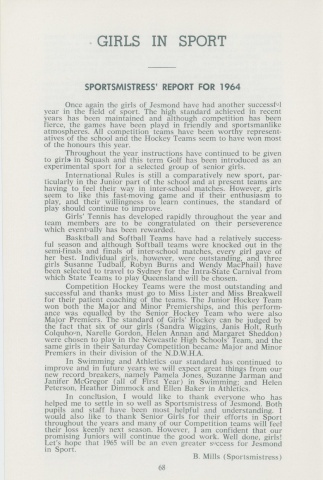 GIRLS IN SPORT
SPORTSMISTRESS' REPORT FOR 1964
Once again the girls of Jesmond have had another successful
year in the field of sport. The high standard achieved in recent
years has been maintained and although competition has been
fierce, the games have been played in friendly and sportsmanlike
atmospheres. All competition teams have been worthy represent-
atives of the school and the Hockey Teams seem to have won most
of the honours this year.
Throughout the year instructions have continued to be given
to girls in Squash and this term Golf has been introduced as an
experimental sport for a selected group of senior girls.
International Rules is still a comparatively new sport, par-
ticularly in the Junior part of the school and at present teams are
having to feel their way in inter-school matches. However, girls
seem to like this fast-moving game and if their enthusiasm to
play, and their willingness to learn continues, the standard of
play should continue to improve.
Girls' Tennis has developed rapidly throughout the year and
team members are to be congratulated on their perseverance
which eventually has been rewarded.
Basketball and Softball Teams have had a relatively success-
ful season and although Softball teams were knocked out in the
semi-finals and finals of inter-school matches, every girl gave of
her best. Individual girls, however, were outstanding, and three
girls Susanne Tudball, Robyn Burns and Wendy MacPhail) have
been selected to travel to Sydney for the Intra-State Carnival from
which State Teams to play Queensland will be chosen.
Competition Hockey Teams were the most outstanding and
successful and thanks must go to Miss Lister and Miss Breakwell
for their patient coaching of the teams. The Junior Hockey Team
won both the Major and Minor Premierships, and this perform-
ance was equalled by the Senior Hockey Team who were also
Major Premiers. The standard of Girls' Hockey can be judged by
the fact that six of our girls (Sandra Wiggins, Janis Holt, Ruth
Colquhoun, Narelle Gordon, Helen Annan and Margaret Sheddon)
were chosen to play in the Newcastle High Schools' Team, and the
same girls in their Saturday Competition became Major and Minor
Premiers in their division of the N.D.W.H.A.
In Swimming and Athletics our standard has continued to
improve and in future years we will expect great things from our
new record breakers, namely Pamela Jones, Suzanne Jarman and
Janifer McGregor (all of First Year) in Swimming; and Helen
Peterson, Heather Dimmock and Ellen Baker in Athletics.
In conclusion, I would like to thank everyone who has
helped me to settle in so well as Sportsmistress of Jesmond. Both
pupils and staff have been most helpful and understanding. I
would also like to thank Senior Girls for their efforts in Sport
throughout the years and many of our Competition teams will feel
their loss keenly next season. However, I am confident that our
promising Juniors will continue the good work. Well done, girls!
Let's hope that 1965 will be an even greater success for Jesmond
in Sport.
B. Mills (Sportsmistress)
68